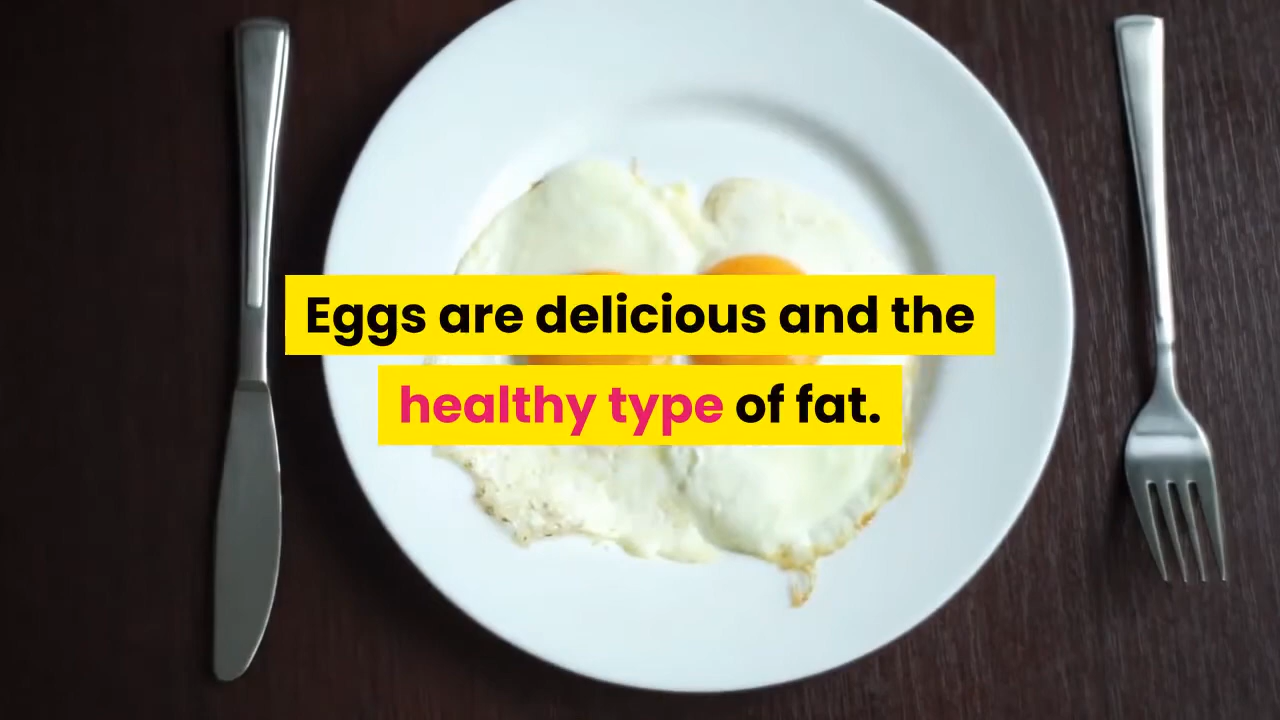 Eggs are delicious and the
healthy type of fat.